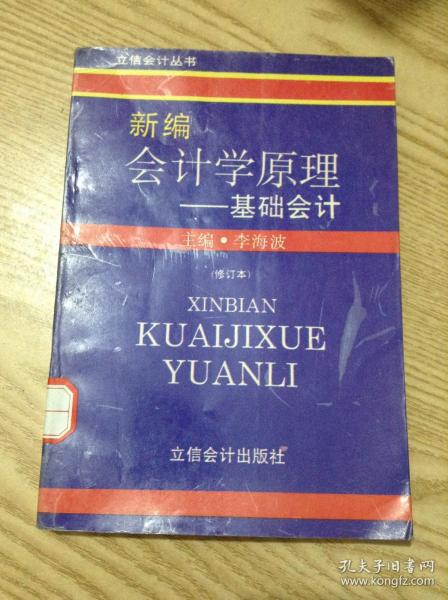 立信会计丛书
新编
会计学原理
——基础会计
主编·李海波
(修订本)
XINBIAN
KUAIJIXUE
YUANLI
立信会计出版社
孔夫子旧书网
www.kongfz.com